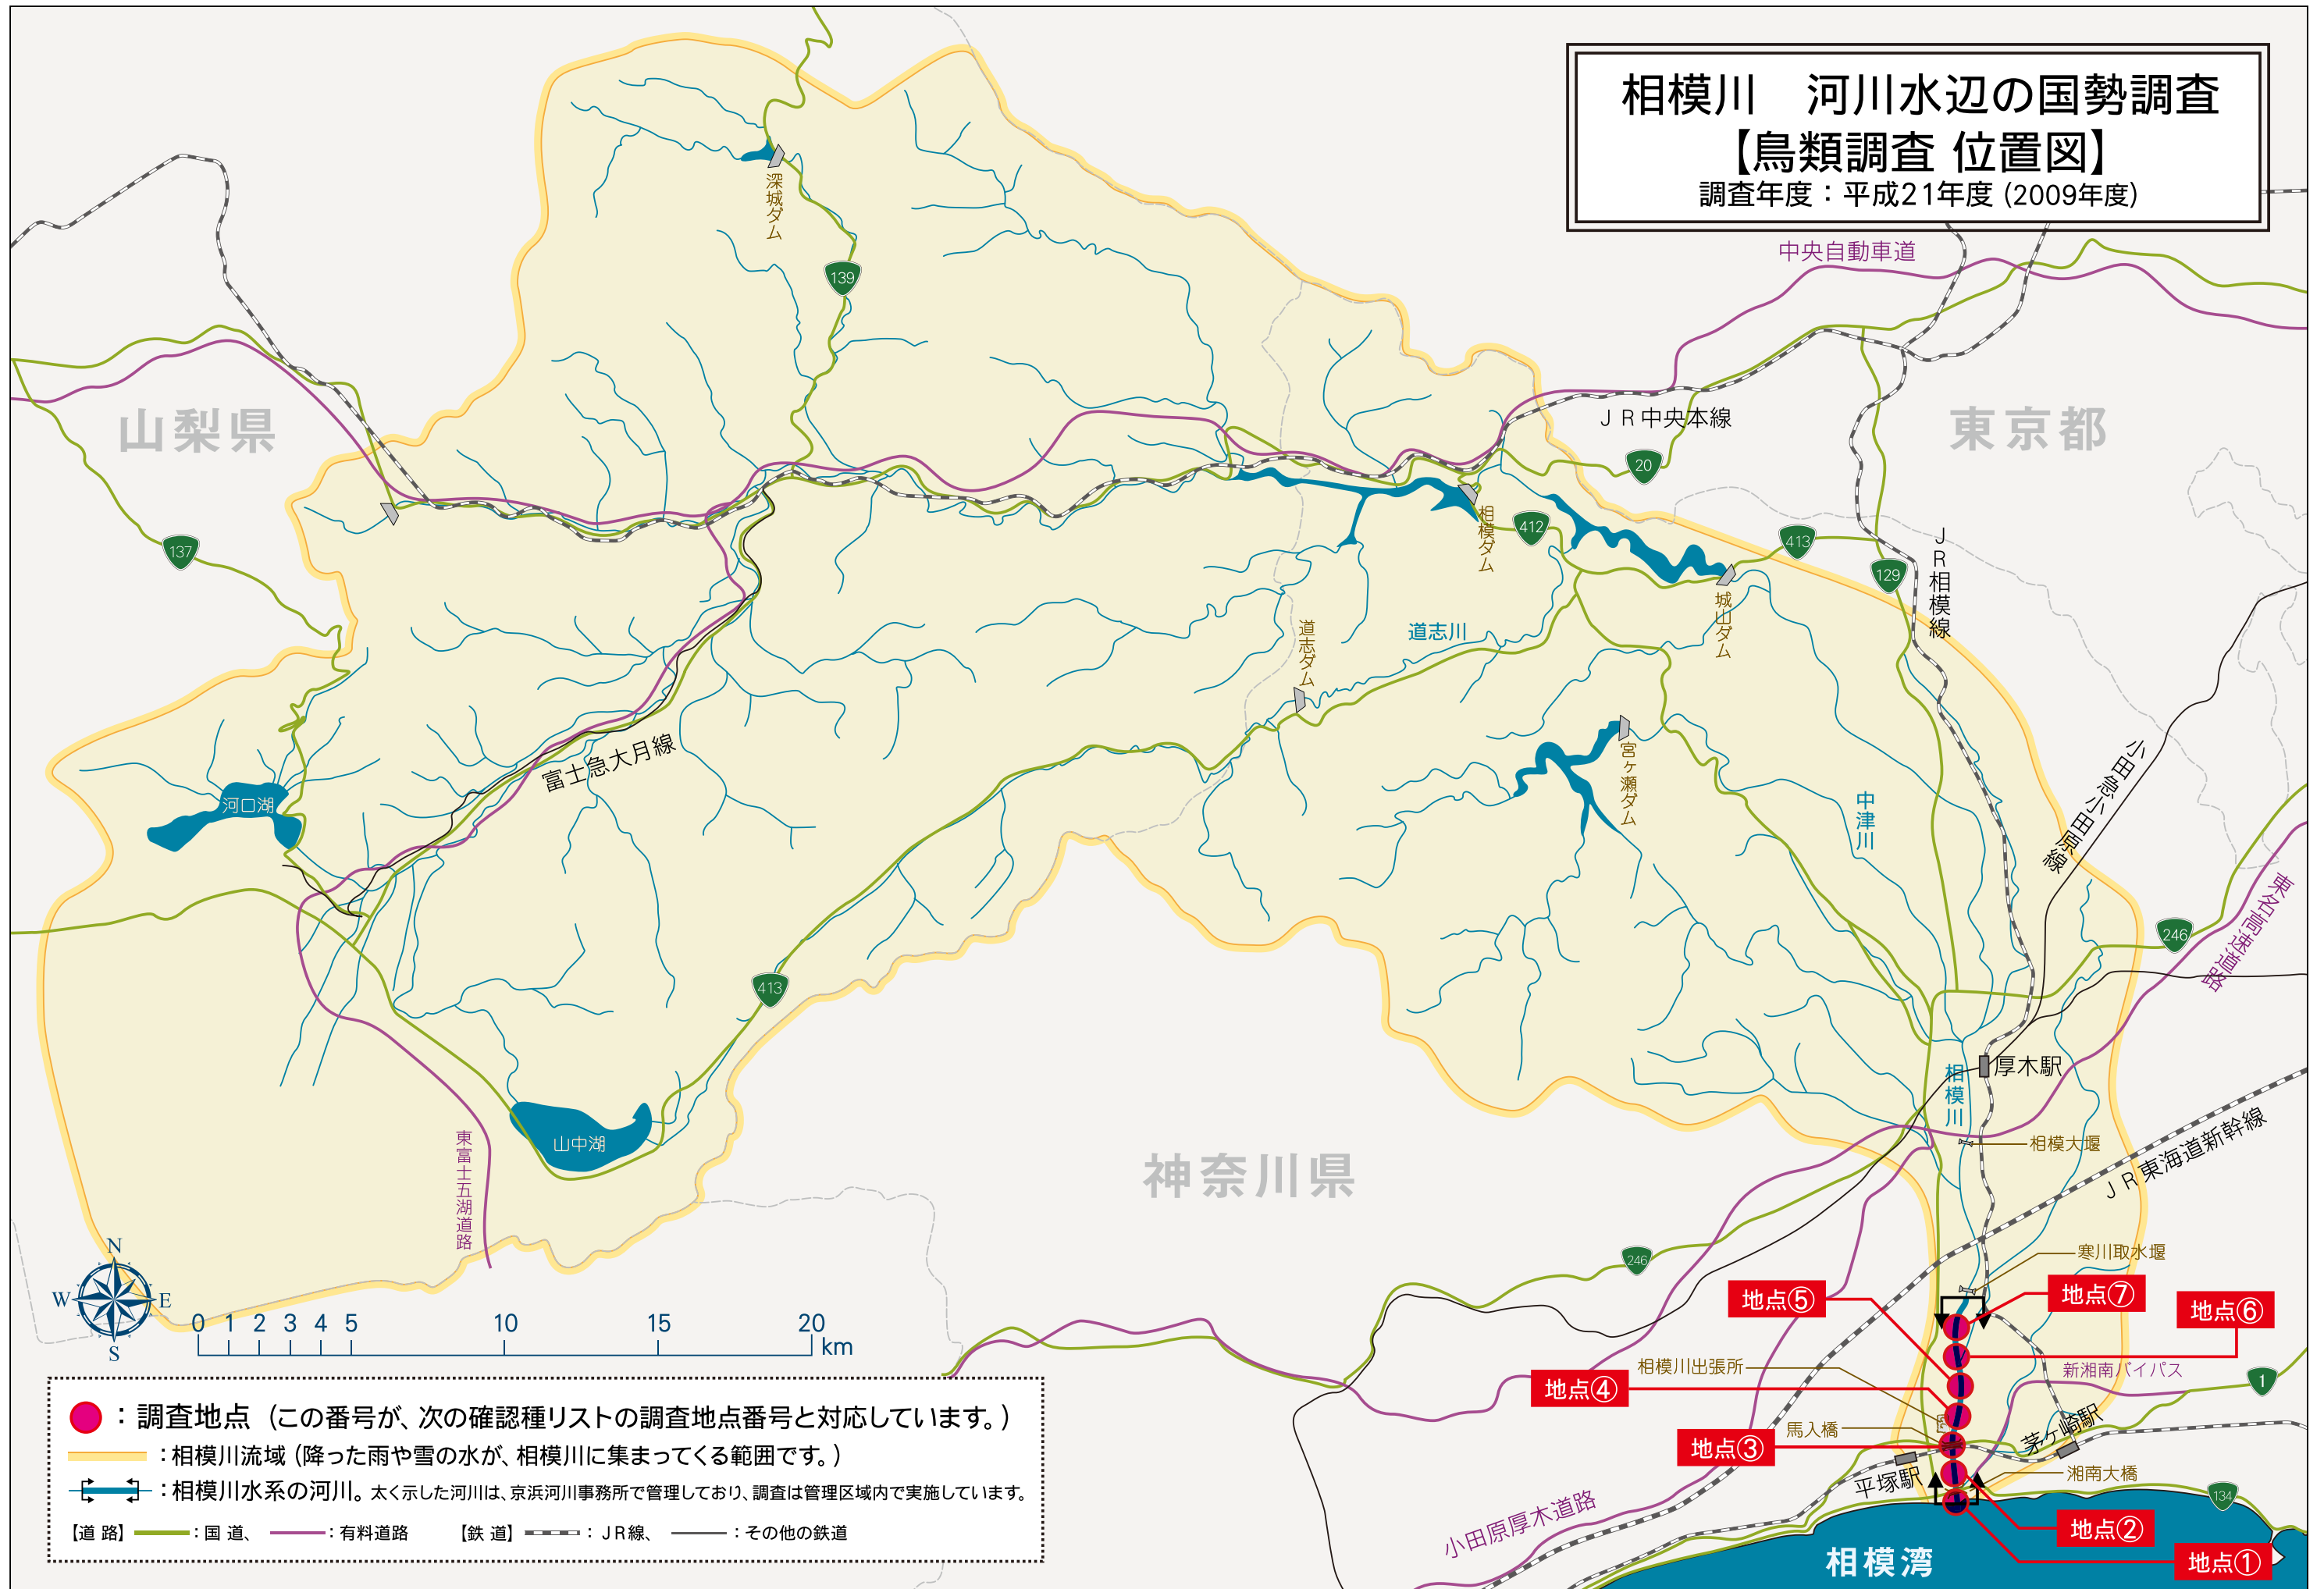 相模川　河川水辺の国勢調査
【鳥類調査 位置図】
調査年度：平成21年度 (2009年度)
中央自動車道
深城ダム
139
山梨県
東京都
ＪＲ中央本線
20
137
相模ダム
412
413
129
ＪＲ相模線
城山ダム
道志ダム
道志川
富士急大月線
宮ヶ瀬ダム
河口湖
中津川
小田急小田原線
東名高速道路
246
413
相模川
厚木駅
山中湖
東富士五湖道路
神奈川県
相模大堰
ＪＲ東海道新幹線
寒川取水堰
246
地点⑤
地点⑦
地点⑥
相模川出張所
新湘南バイパス
地点④
1
馬入橋
茅ヶ崎駅
地点③
平塚駅
湘南大橋
134
小田原厚木道路
地点②
相模湾
地点①
N
W
E
S
0 1 2 3 4 5 10 15 20 km
：調査地点（この番号が、次の確認種リストの調査地点番号と対応しています。）
：相模川流域（降った雨や雪の水が、相模川に集まってくる範囲です。）
：相模川水系の河川。太く示した河川は、京浜河川事務所で管理しており、調査は管理区域内で実施しています。
【道 路】 ：国 道、 ：有料道路 【鉄 道】 ：ＪＲ線、 ：その他の鉄道